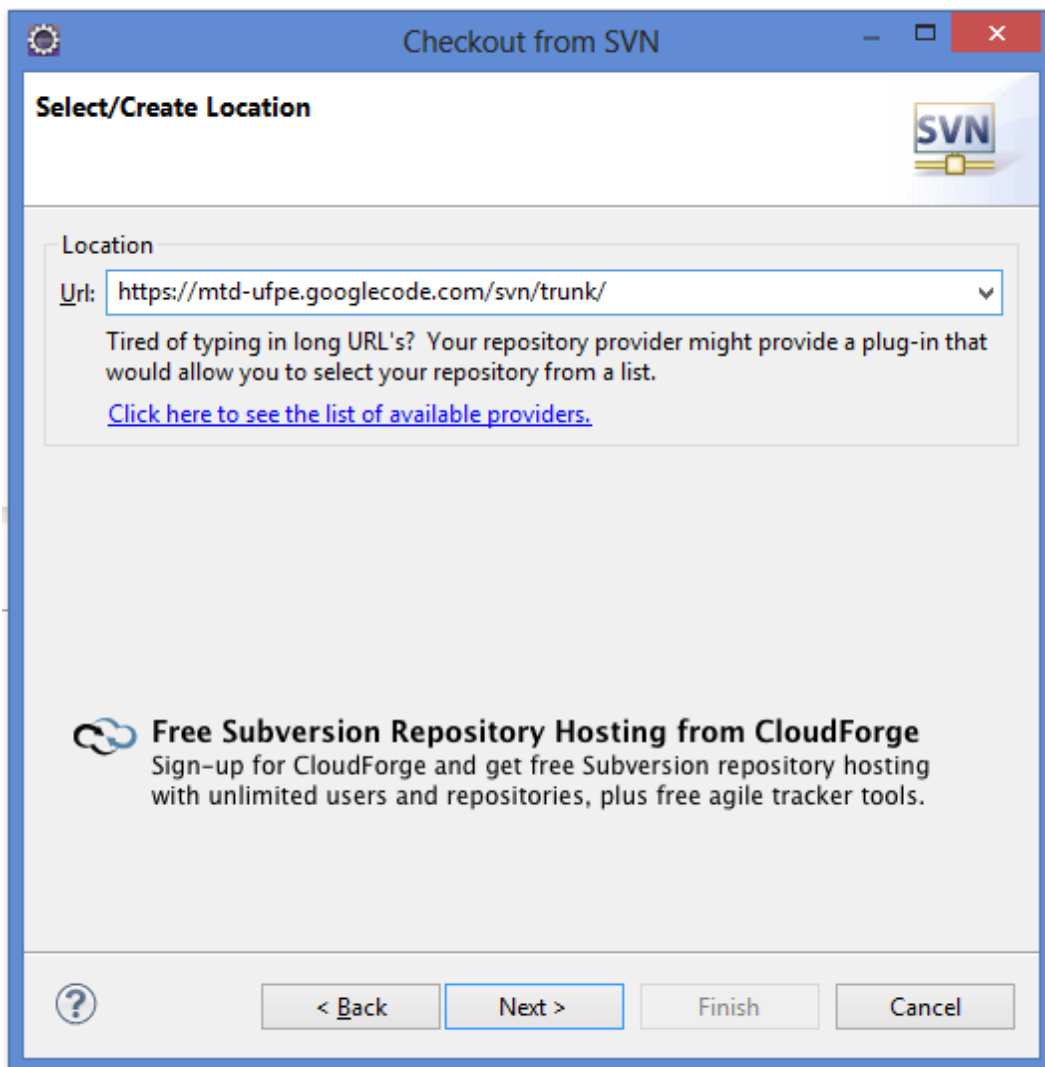 Checkout from SVN
Select/Create Location
SVN
Location
Url: https://mtd-ufpe.googlecode.com/svn/trunk/
Tired of typing in long URL's? Your repository provider might provide a plug-in that
would allow you to select your repository from a list.
Click here to see the list of available providers.
Free Subversion Repository Hosting from CloudForge
Sign-up for CloudForge and get free Subversion repository hosting
with unlimited users and repositories, plus free agile tracker tools.
? < Back Next > Finish Cancel